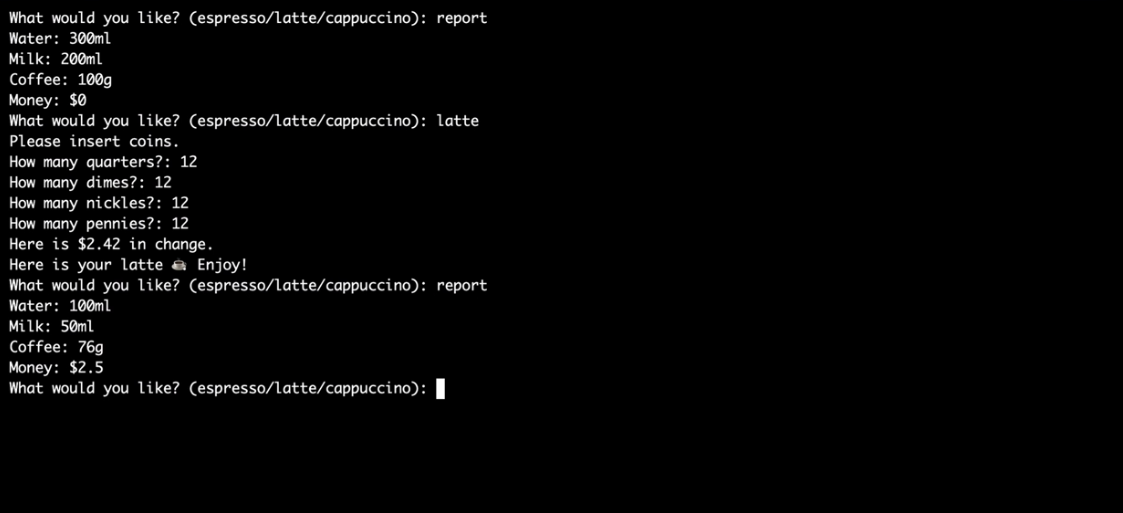 What would you like? (espresso/latte/cappuccino): report
Water: 300ml
Milk: 200ml
Coffee: 100g
Money: $0
What would you like? (espresso/latte/cappuccino): latte
Please insert coins.
How many quarters?: 12
How many dimes?: 12
How many nickles?: 12
How many pennies?: 12
Here is $2.42 in change.
Here is your latte ☕️ Enjoy!
What would you like? (espresso/latte/cappuccino): report
Water: 100ml
Milk: 50ml
Coffee: 76g
Money: $2.5
What would you like? (espresso/latte/cappuccino):